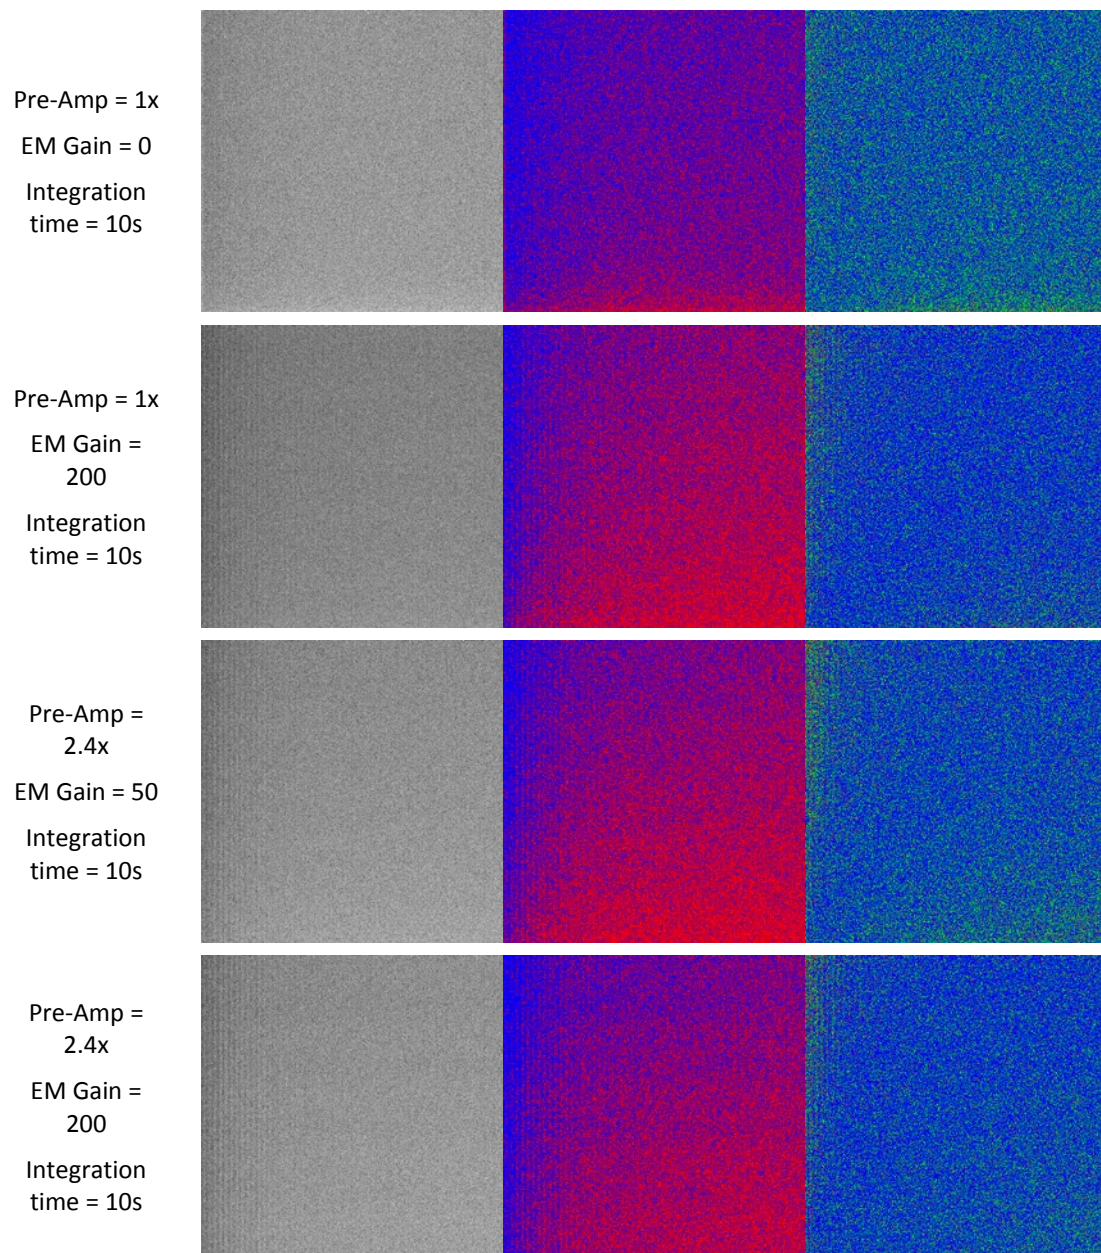 Pre-Amp = 1x
EM Gain = 0
Integration
time = 10s
Pre-Amp = 1x
EM Gain =
200
Integration
time = 10s
Pre-Amp =
2.4x
EM Gain = 50
Integration
time = 10s
Pre-Amp =
2.4x
EM Gain =
200
Integration
time = 10s